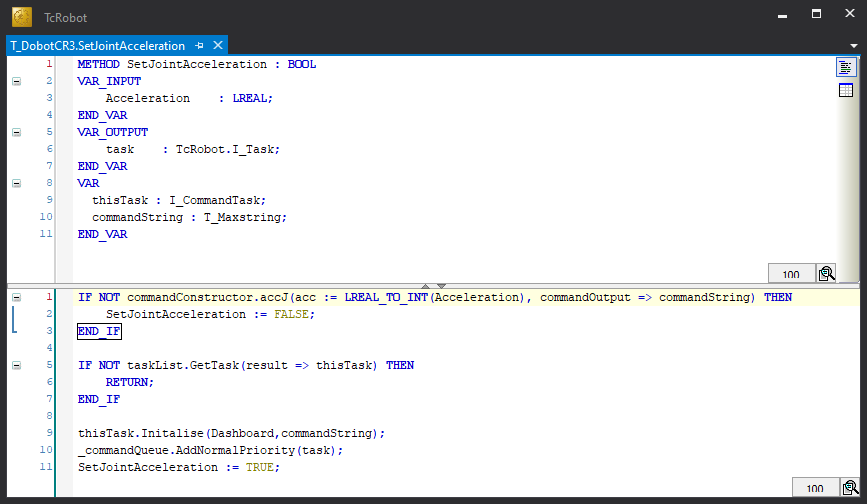 TcRobot
T_DobotCR3.SetJointAcceleration
1 METHOD SetJointAcceleration : BOOL
2 VAR_INPUT
3 Acceleration : LREAL;
4 END_VAR
5 VAR_OUTPUT
6 task : TcRobot.I_Task;
7 END_VAR
8 VAR
9 thisTask : I_CommandTask;
10 commandString : T_Maxstring;
11 END_VAR
100
1 IF NOT commandConstructor.accJ(acc := LREAL_TO_INT(Acceleration), commandOutput => commandString) THEN
2 SetJointAcceleration := FALSE;
3 END_IF
4
5 IF NOT taskList.GetTask(result => thisTask) THEN
6 RETURN;
7 END_IF
8
9 thisTask.Initalise(Dashboard,commandString);
10 _commandQueue.AddNormalPriority(task);
11 SetJointAcceleration := TRUE;
100